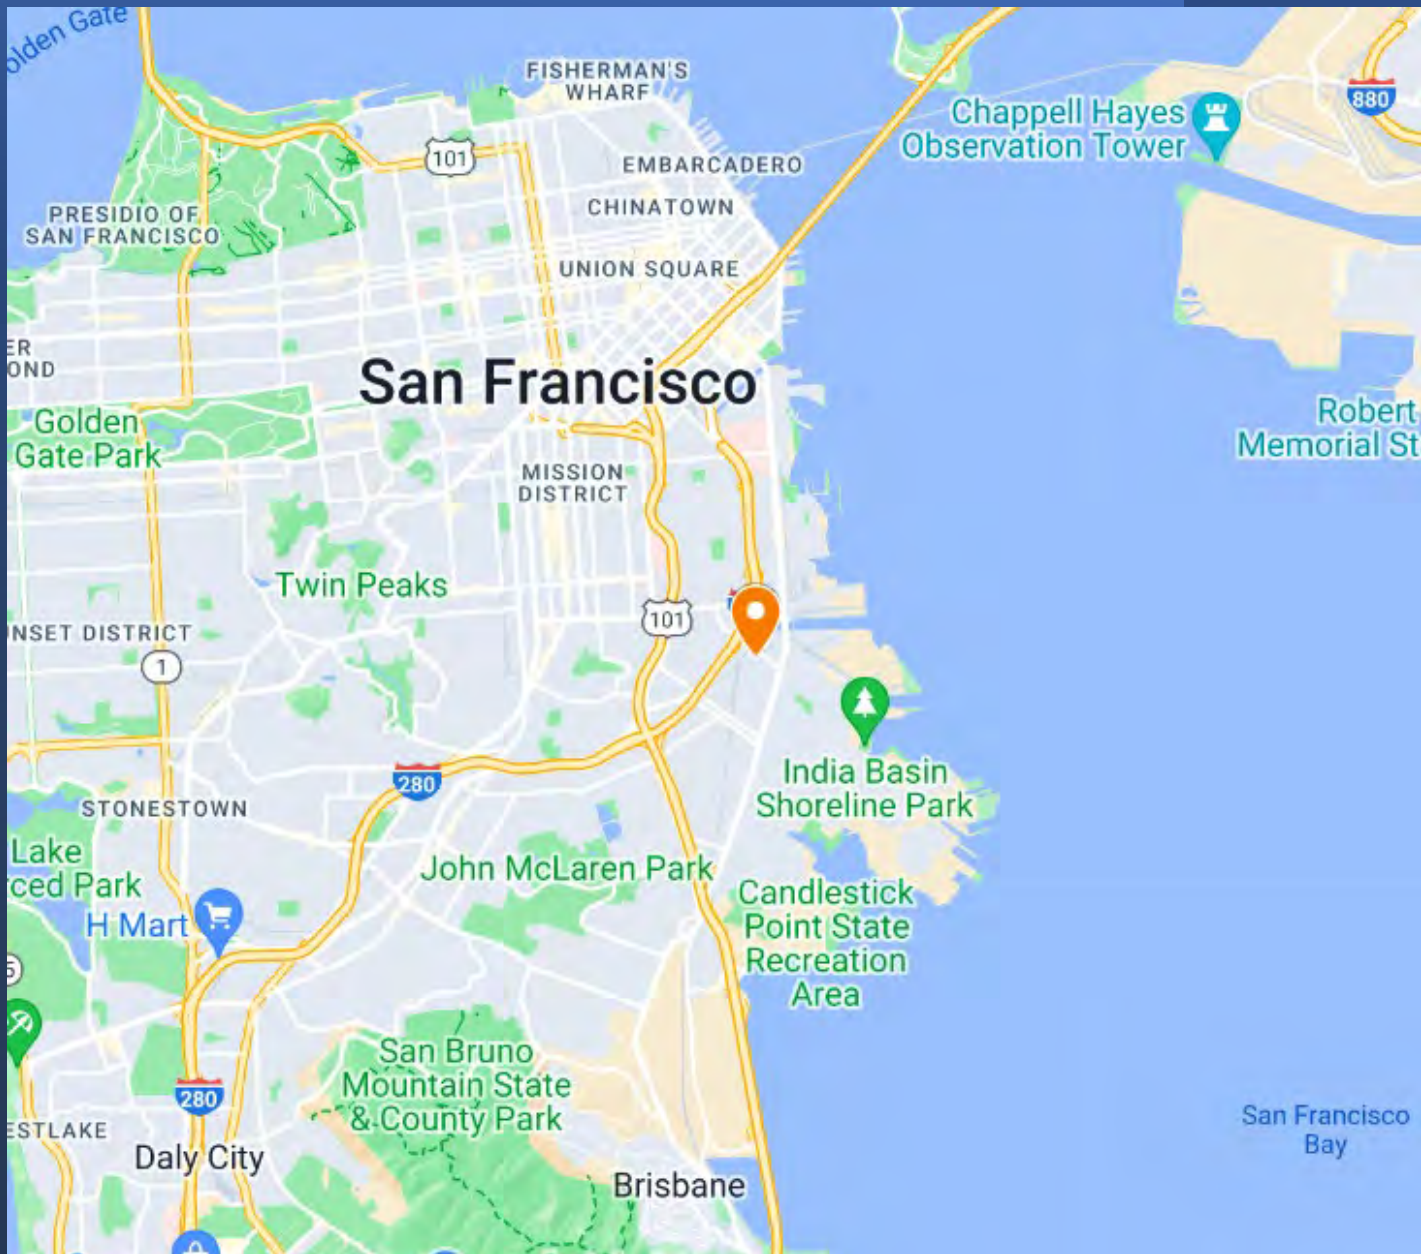 olden Gate
FISHERMAN'S
WHARF
880
Chappell Hayes
Observation Tower
101
EMBARCADERO
CHINATOWN
PRESIDIO OF
SAN FRANCISCO
UNION SQUARE
ER
OND
San Francisco
Golden
Gate Park
Robert
Memorial St
MISSION
DISTRICT
Twin Peaks
101
NSET DISTRICT
1
India Basin
Shoreline Park
280
STONESTOWN
Lake
rced Park
John McLaren Park
Candlestick
Point State
Recreation
Area
H Mart
5
San Bruno
Mountain State
& County Park
280
ESTLAKE
Daly City
San Francisco
Bay
Brisbane